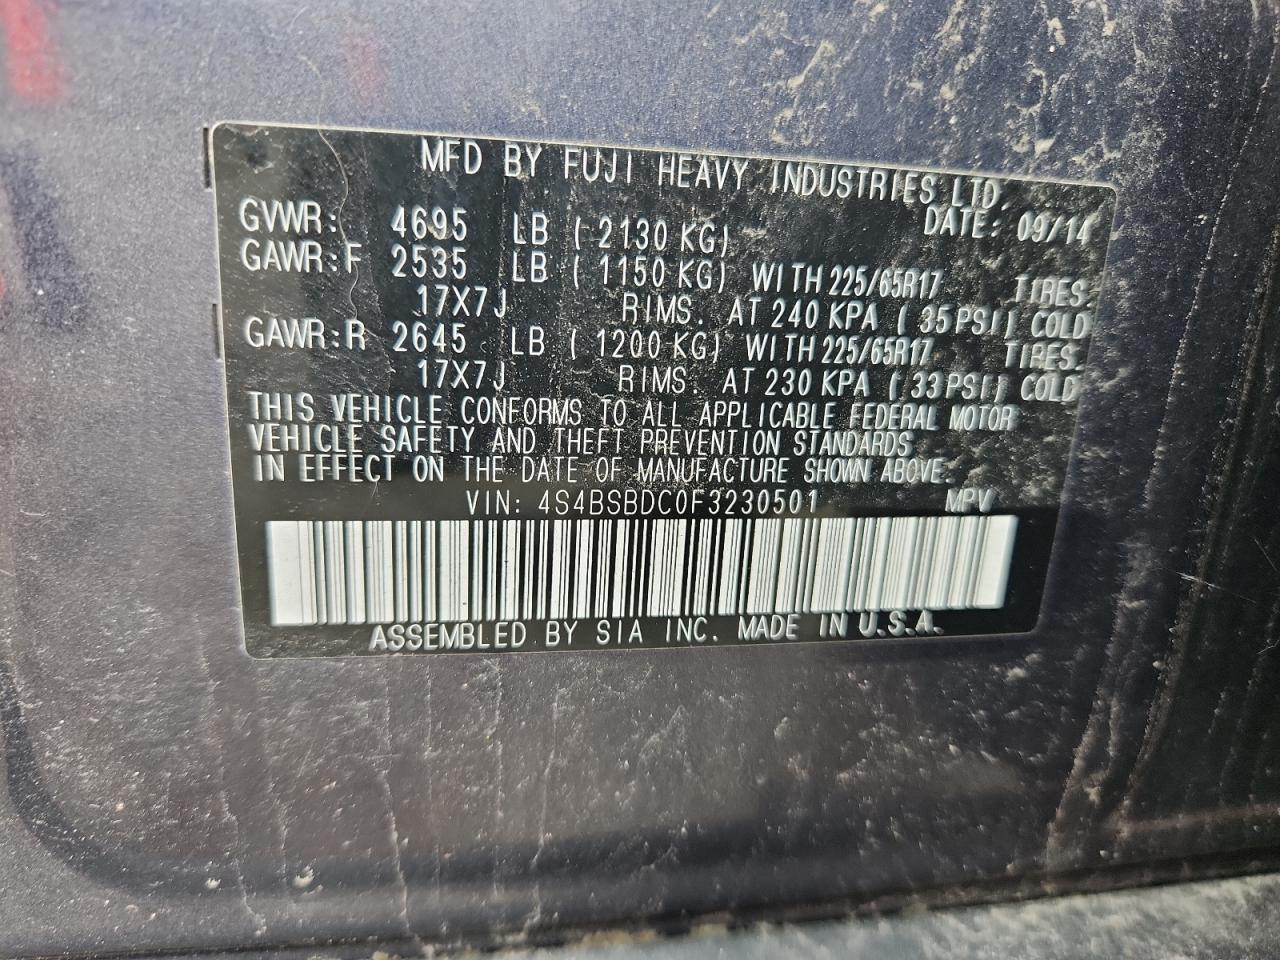 MFD BY FUJI HEAVY INDUSTRIES LTD.
DATE: 09/14
GVWR: 4695 LB (2130 KG)
GAWR:F 2535 LB (1150 KG) WITH 225/65R17 TIRES
17X7J RIMS. AT 240 KPA (35PSI) COLD
GAWR:R 2645 LB (1200 KG) WITH 225/65R17 TIRES.
17X7J RIMS. AT 230 KPA (33PSI) COLD
THIS VEHICLE CONFORMS TO ALL APPLICABLE FEDERAL MOTOR
VEHICLE SAFETY AND THEFT PREVENTION STANDARDS
IN EFFECT ON THE DATE OF MANUFACTURE SHOWN ABOVE.
VIN: 4S4BSBDC0F3230501 MPV
ASSEMBLED BY SIA INC. MADE IN U.S.A.